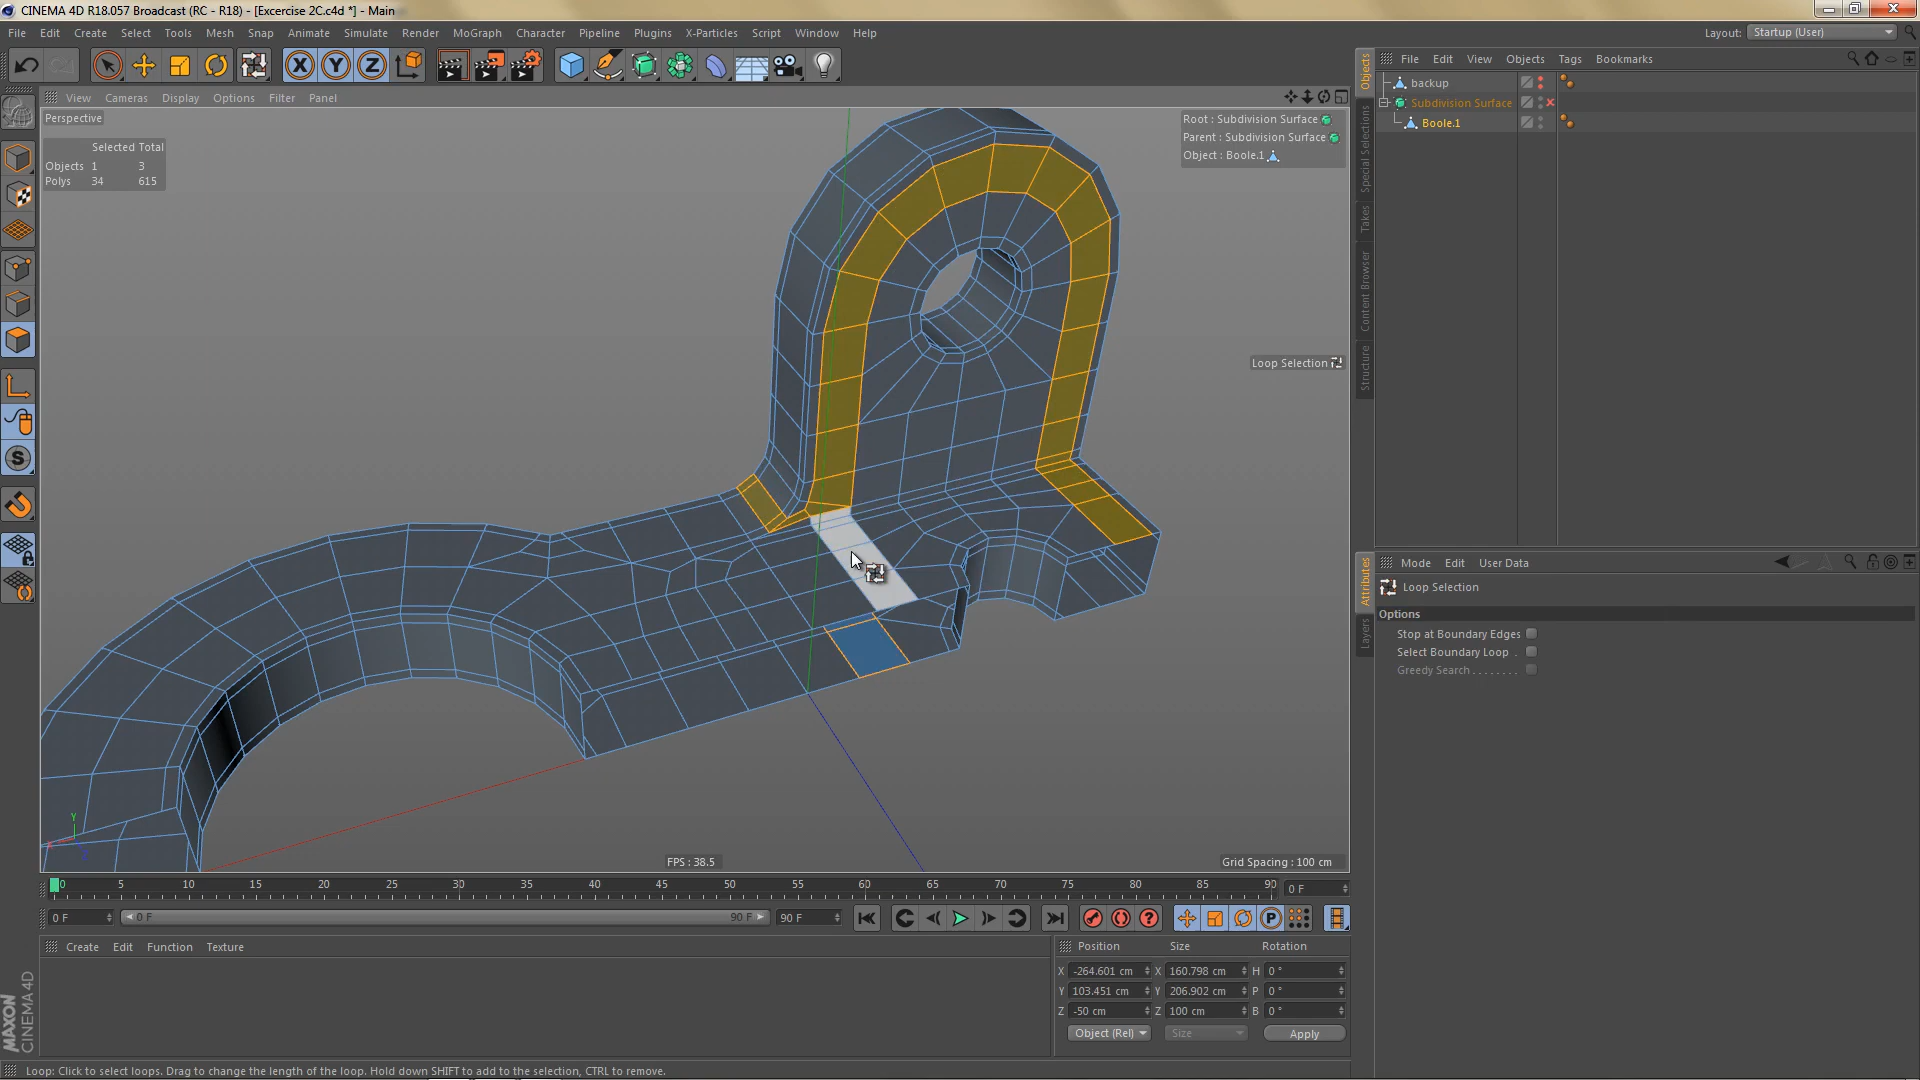 CINEMA 4D R18.057 Broadcast (RC - R18) - [Excercise 2C.c4d *] - Main
File Edit Create Select Tools Mesh Snap Animate Simulate Render MoGraph Character Pipeline Plugins X-Particles Script Window Help
Layout: Startup (User)
X Y Z
View Cameras Display Options Filter Panel
Perspective
Selected Total
Objects 1 3
Polys 34 615
Root : Subdivision Surface
Parent : Subdivision Surface
Object : Boole.1
Loop Selection
Y
FPS : 38.5
Grid Spacing : 100 cm
S
Objects
Special Selections
Takes
Content Browser
Structure
File Edit View Objects Tags Bookmarks
backup
Subdivision Surface
Boole.1
Attributes
Layers
Mode Edit User Data
Loop Selection
Options
Stop at Boundary Edges
Select Boundary Loop .
Greedy Search . . . . . . . .
0 5 10 15 20 25 30 35 40 45 50 55 60 65 70 75 80 85 90 0 F
0 F 0 F 90 F 90 F
P
Create Edit Function Texture
Position Size Rotation
X -264.601 cm X 160.798 cm H 0 °
Y 103.451 cm Y 206.902 cm P 0 °
Z -50 cm Z 100 cm B 0 °
Object (Rel) Size Apply
MAXON
CINEMA 4D
Loop: Click to select loops. Drag to change the length of the loop. Hold down SHIFT to add to the selection, CTRL to remove.